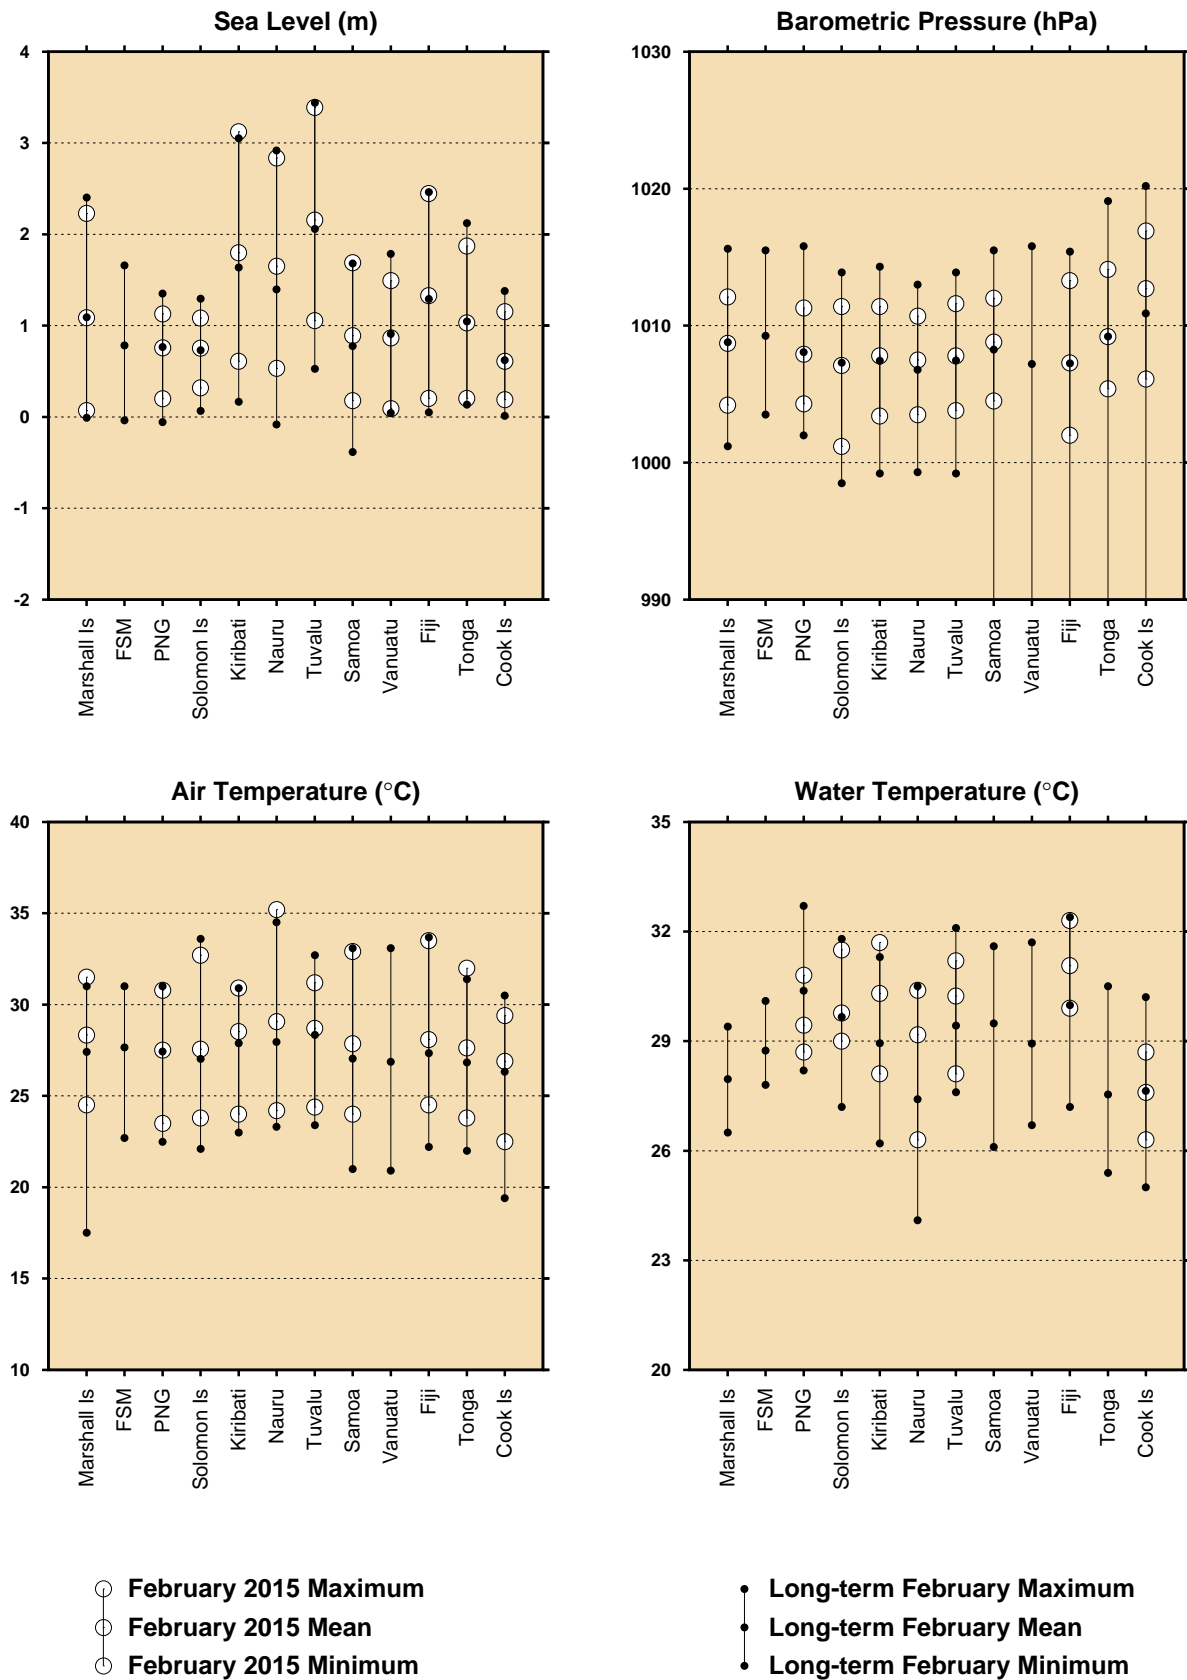 Sea Level (m)
4
3
2
1
0
-1
-2
Marshall Is
FSM
PNG
Solomon Is
Kiribati
Nauru
Tuvalu
Samoa
Vanuatu
Fiji
Tonga
Cook Is
Barometric Pressure (hPa)
1030
1020
1010
1000
990
Marshall Is
FSM
PNG
Solomon Is
Kiribati
Nauru
Tuvalu
Samoa
Vanuatu
Fiji
Tonga
Cook Is
Air Temperature (°C)
40
35
30
25
20
15
10
Marshall Is
FSM
PNG
Solomon Is
Kiribati
Nauru
Tuvalu
Samoa
Vanuatu
Fiji
Tonga
Cook Is
Water Temperature (°C)
35
32
29
26
23
20
Marshall Is
FSM
PNG
Solomon Is
Kiribati
Nauru
Tuvalu
Samoa
Vanuatu
Fiji
Tonga
Cook Is
February 2015 Maximum
February 2015 Mean
February 2015 Minimum
Long-term February Maximum
Long-term February Mean
Long-term February Minimum